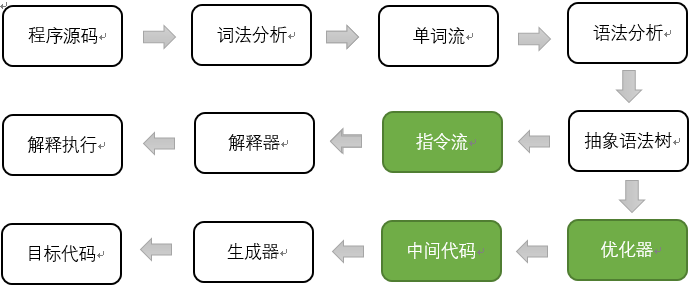 程序源码
词法分析
单词流
语法分析
解释执行
解释器
指令流
抽象语法树
目标代码
生成器
中间代码
优化器